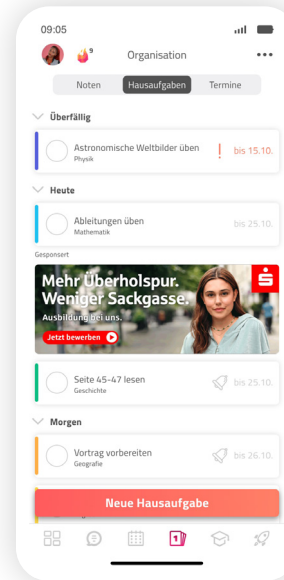 09:05
9
Organisation
Noten Hausaufgaben Termine
Überfällig
Astronomische Weltbilder üben
Physik
bis 15.10.
Heute
Ableitungen üben
Mathematik
bis 25.10.
Gesponsert
Mehr Überholspur.
Weniger Sackgasse.
Ausbildung bei uns.
Jetzt bewerben
Seite 45-47 lesen
Geschichte
bis 25.10.
Morgen
Vortrag vorbereiten
Geografie
bis 26.10.
Neue Hausaufgabe
1